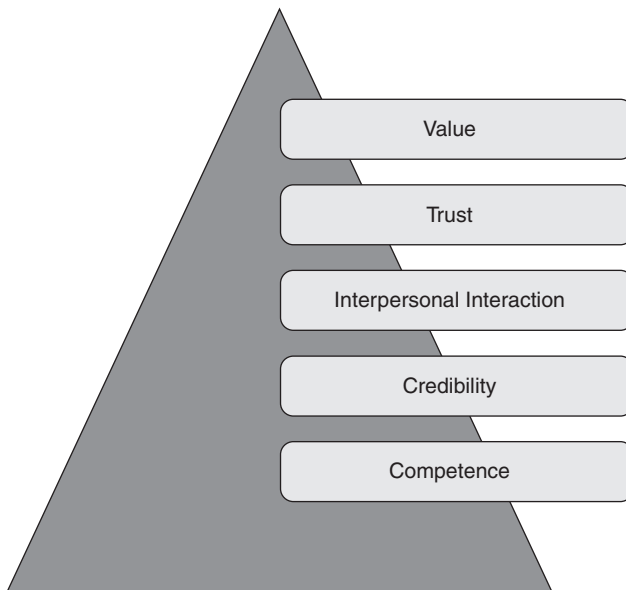 Value
Trust
Interpersonal Interaction
Credibility
Competence